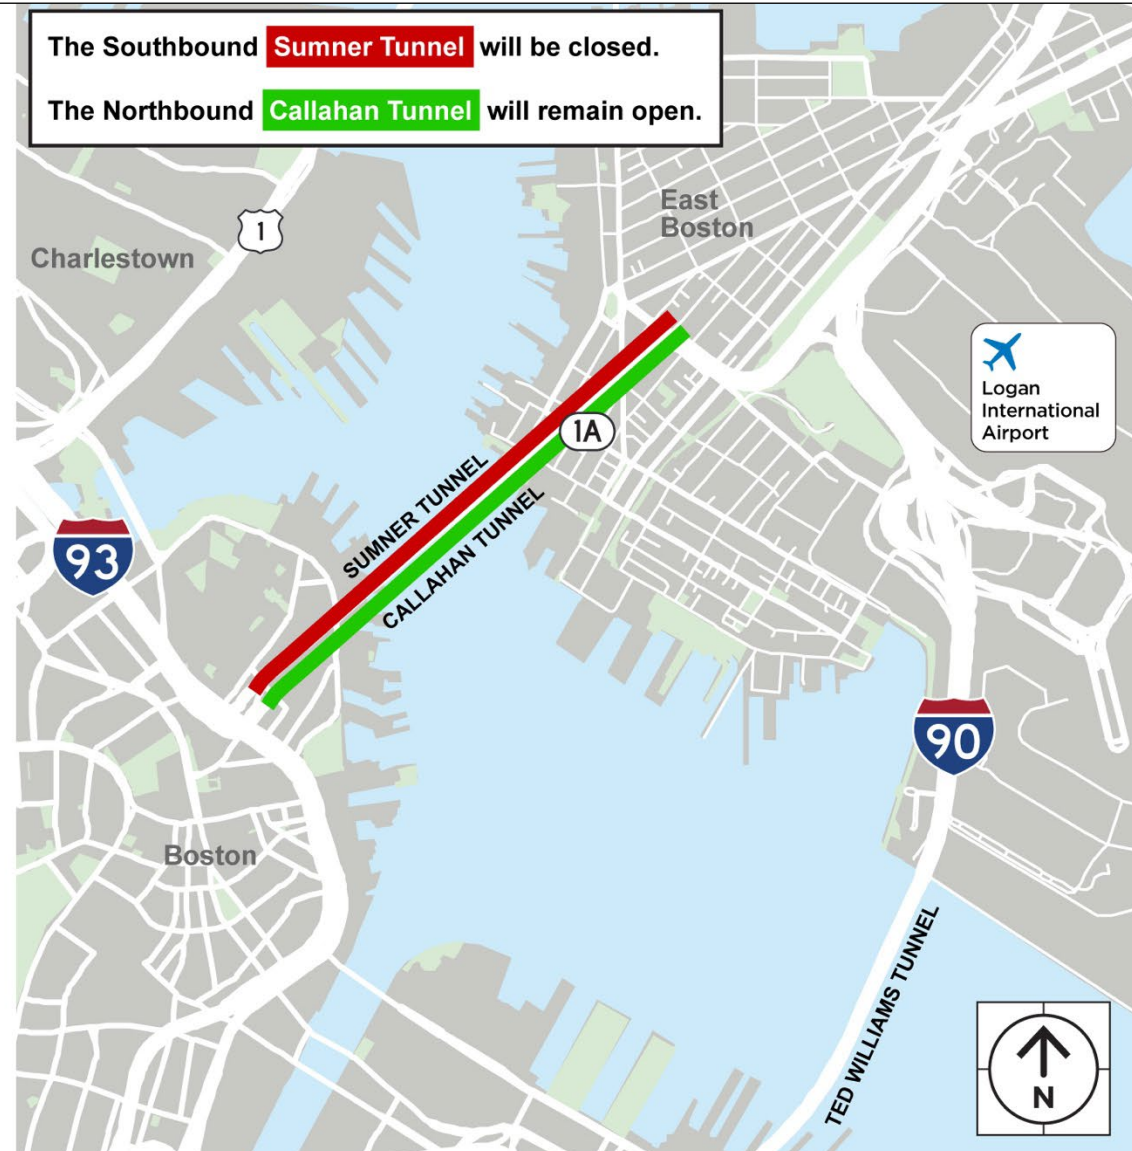 The Southbound Sumner Tunnel will be closed.
The Northbound Callahan Tunnel will remain open.
East
Boston
1
Charlestown
Logan
International
Airport
1A
SUMNER TUNNEL
CALLAHAN TUNNEL
93
90
Boston
TED WILLIAMS TUNNEL
N